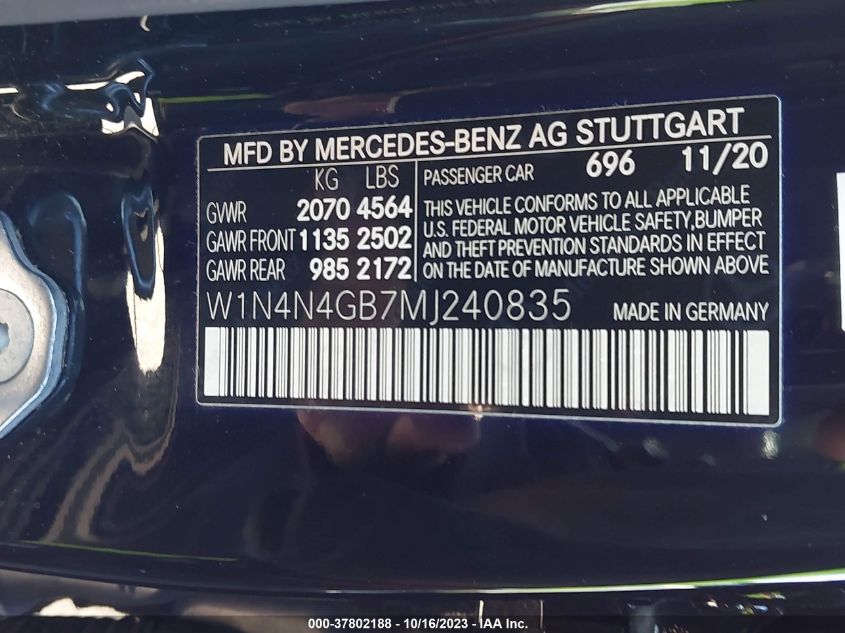 MFD BY MERCEDES-BENZ AG STUTTGART
KG LBS
GVWR 2070 4564
GAWR FRONT 1135 2502
GAWR REAR 985 2172
PASSENGER CAR 696 11/20
THIS VEHICLE CONFORMS TO ALL APPLICABLE
U.S. FEDERAL MOTOR VEHICLE SAFETY,BUMPER
AND THEFT PREVENTION STANDARDS IN EFFECT
ON THE DATE OF MANUFACTURE SHOWN ABOVE
W1N4N4GB7MJ240835 MADE IN GERMANY
000-37802188 - 10/16/2023 - IAA Inc.